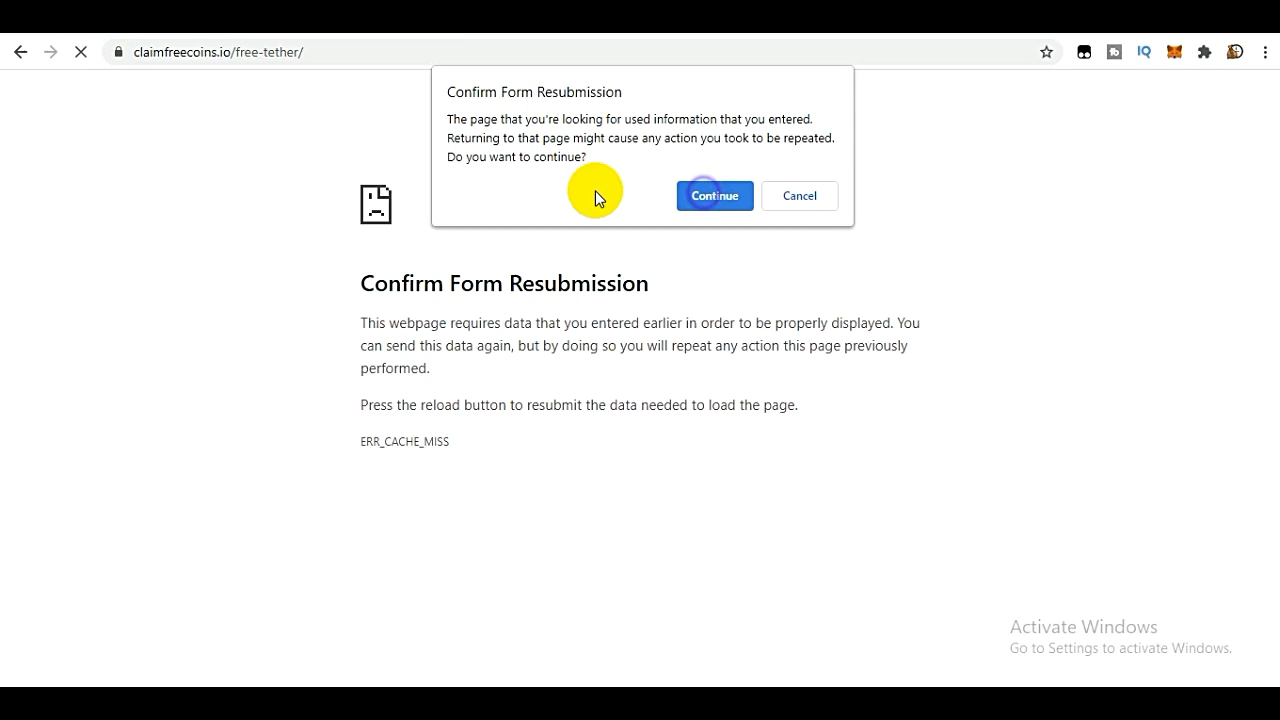 claimfreecoins.io/free-tether/
Confirm Form Resubmission
The page that you're looking for used information that you entered.
Returning to that page might cause any action you took to be repeated.
Do you want to continue?
Continue
Cancel
Confirm Form Resubmission
This webpage requires data that you entered earlier in order to be properly displayed. You
can send this data again, but by doing so you will repeat any action this page previously
performed.
Press the reload button to resubmit the data needed to load the page.
ERR_CACHE_MISS
Activate Windows
Go to Settings to activate Windows.